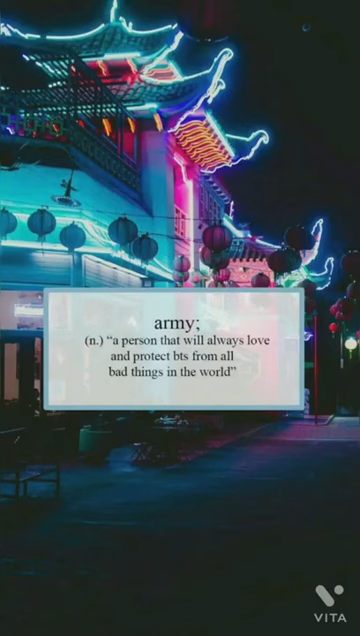 army;
(n.) “a person that will always love
and protect bts from all
bad things in the world”
VITA